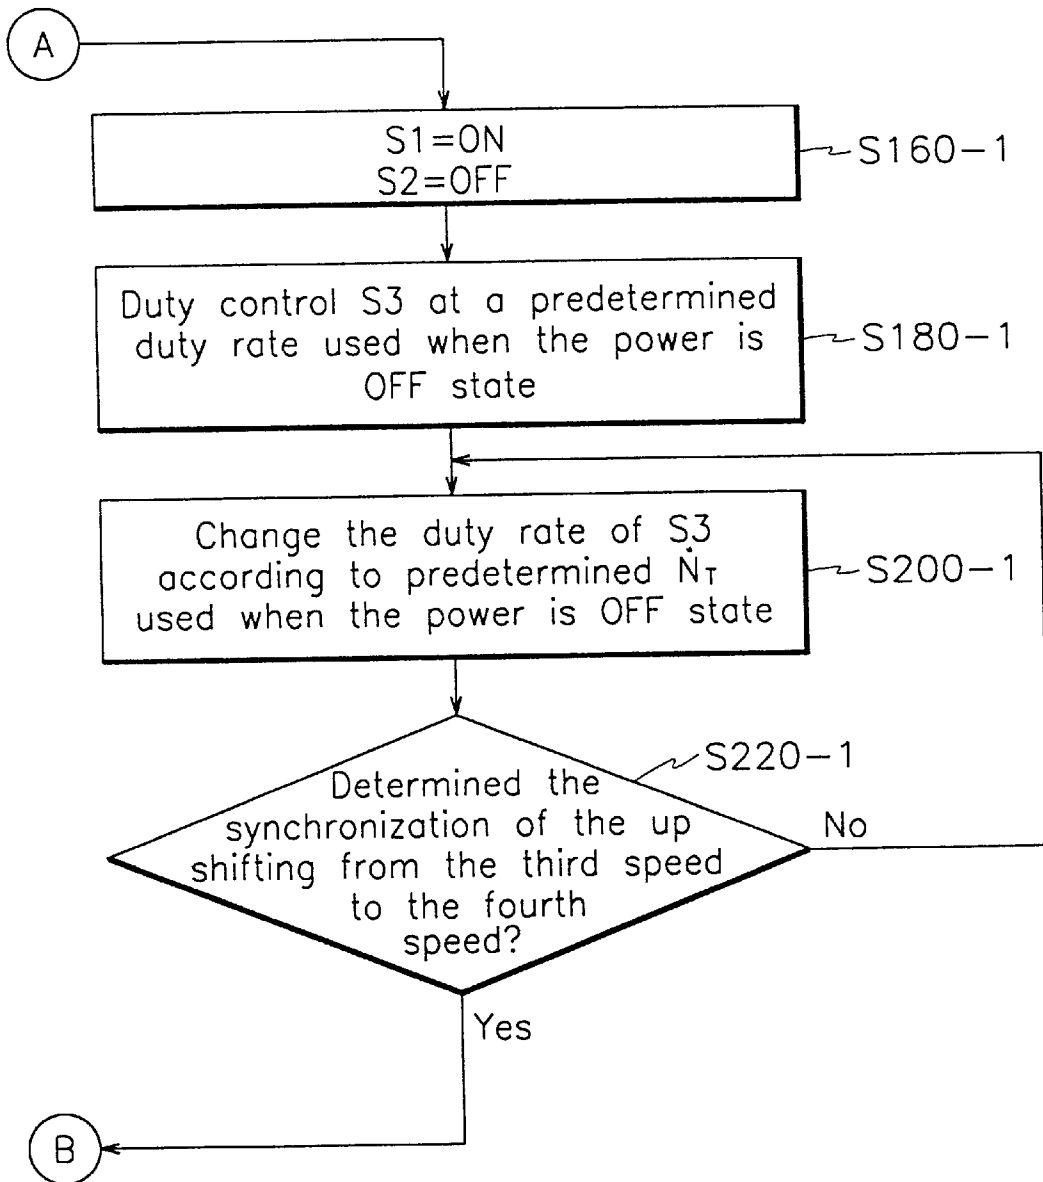 A
S1=ON
S2=OFF
S160-1
Duty control S3 at a predetermined
duty rate used when the power is
OFF state
S180-1
Change the duty rate of S3
according to predetermined ṄT
used when the power is OFF state
S200-1
S220-1
Determined the
synchronization of the up
shifting from the third speed
to the fourth
speed?
No
Yes
B